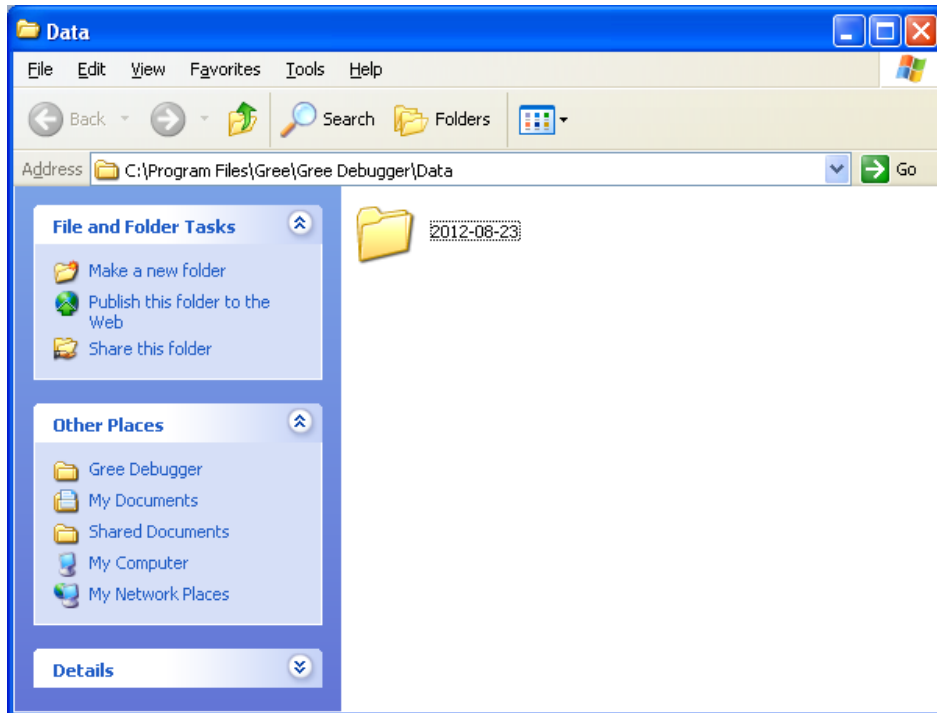 Data
File Edit View Favorites Tools Help
Back Search Folders
Address C:\Program Files\Gree\Gree Debugger\Data Go
File and Folder Tasks
Make a new folder
Publish this folder to the
Web
Share this folder
Other Places
Gree Debugger
My Documents
Shared Documents
My Computer
My Network Places
Details
2012-08-23